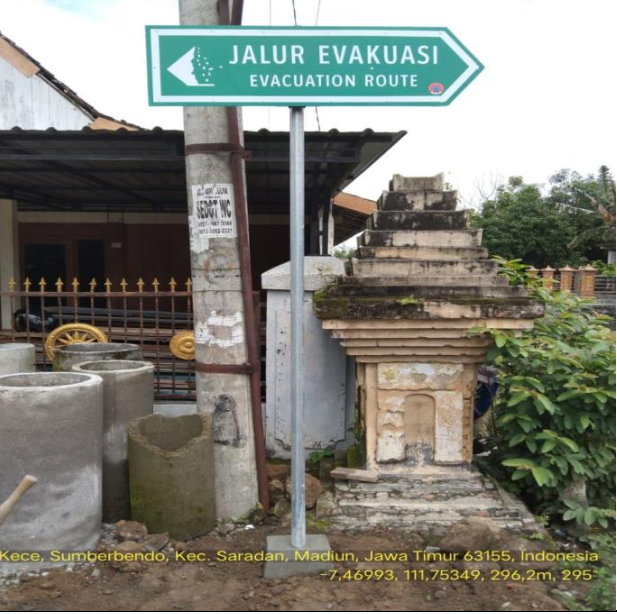 JALUR EVAKUASI
EVACUATION ROUTE
SEDOT WC
Kece, Sumberbendo, Kec. Saradan, Madiun, Jawa Timur 63155, Indonesia
-7,46993, 111,75349, 296,2m, 295°